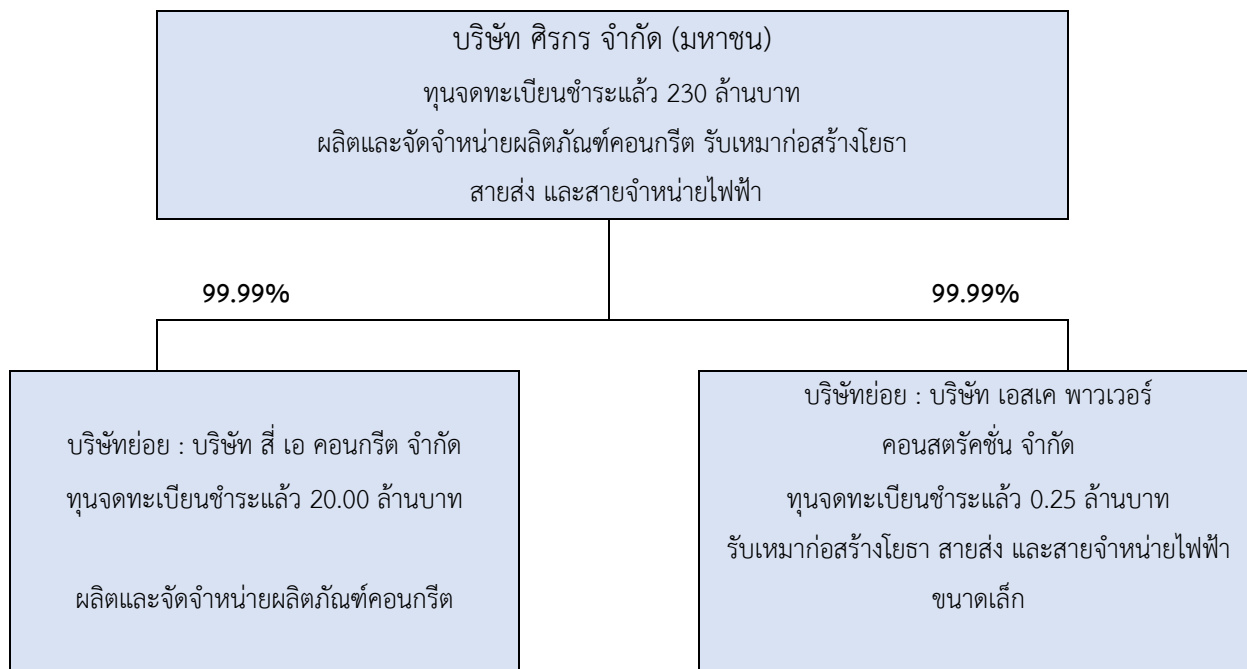 บริษัท ศิรกร จำกัด (มหาชน)
ทุนจดทะเบียนชำระแล้ว 230 ล้านบาท
ผลิตและจัดจำหน่ายผลิตภัณฑ์คอนกรีต รับเหมาก่อสร้างโยธา
สายส่ง และสายจำหน่ายไฟฟ้า
99.99%
99.99%
บริษัทย่อย : บริษัท สี่ เอ คอนกรีต จำกัด
ทุนจดทะเบียนชำระแล้ว 20.00 ล้านบาท
ผลิตและจัดจำหน่ายผลิตภัณฑ์คอนกรีต
บริษัทย่อย : บริษัท เอสเค พาวเวอร์
คอนสตรัคชั่น จำกัด
ทุนจดทะเบียนชำระแล้ว 0.25 ล้านบาท
รับเหมาก่อสร้างโยธา สายส่ง และสายจำหน่ายไฟฟ้า
ขนาดเล็ก